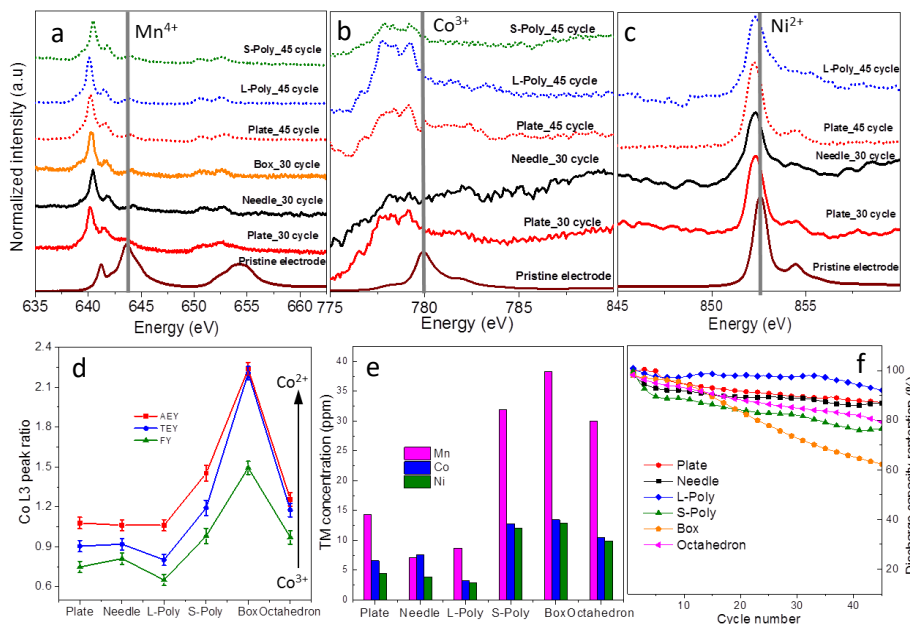 a
Mn4+
S-Poly_45 cycle
L-Poly_45 cycle
Plate_45 cycle
Box_30 cycle
Needle_30 cycle
Plate_30 cycle
Pristine electrode
Normalized intensity (a.u)
635 640 645 650 655 660
Energy (eV)
b
Co3+
S-Poly_45 cycle
L-Poly_45 cycle
Plate_45 cycle
Needle_30 cycle
Plate_30 cycle
Pristine electrode
775 780 785
Energy (eV)
c
Ni2+
L-Poly_45 cycle
Plate_45 cycle
Needle_30 cycle
Plate_30 cycle
Pristine electrode
845 850 855
Energy (eV)
d
Co2+
Co3+
AEY
TEY
FY
Co L3 peak ratio
2.4
2.1
1.8
1.5
1.2
0.9
0.6
Plate Needle L-Poly S-Poly Box Octahedron
e
Mn
Co
Ni
TM concentration (ppm)
40
35
30
25
20
15
10
5
0
Plate Needle L-Poly S-Poly Box Octahedron
f
100
80
60
40
20
Plate
Needle
L-Poly
S-Poly
Box
Octahedron
10 20 30 40
Cycle number
Discharge capacity retention (%)